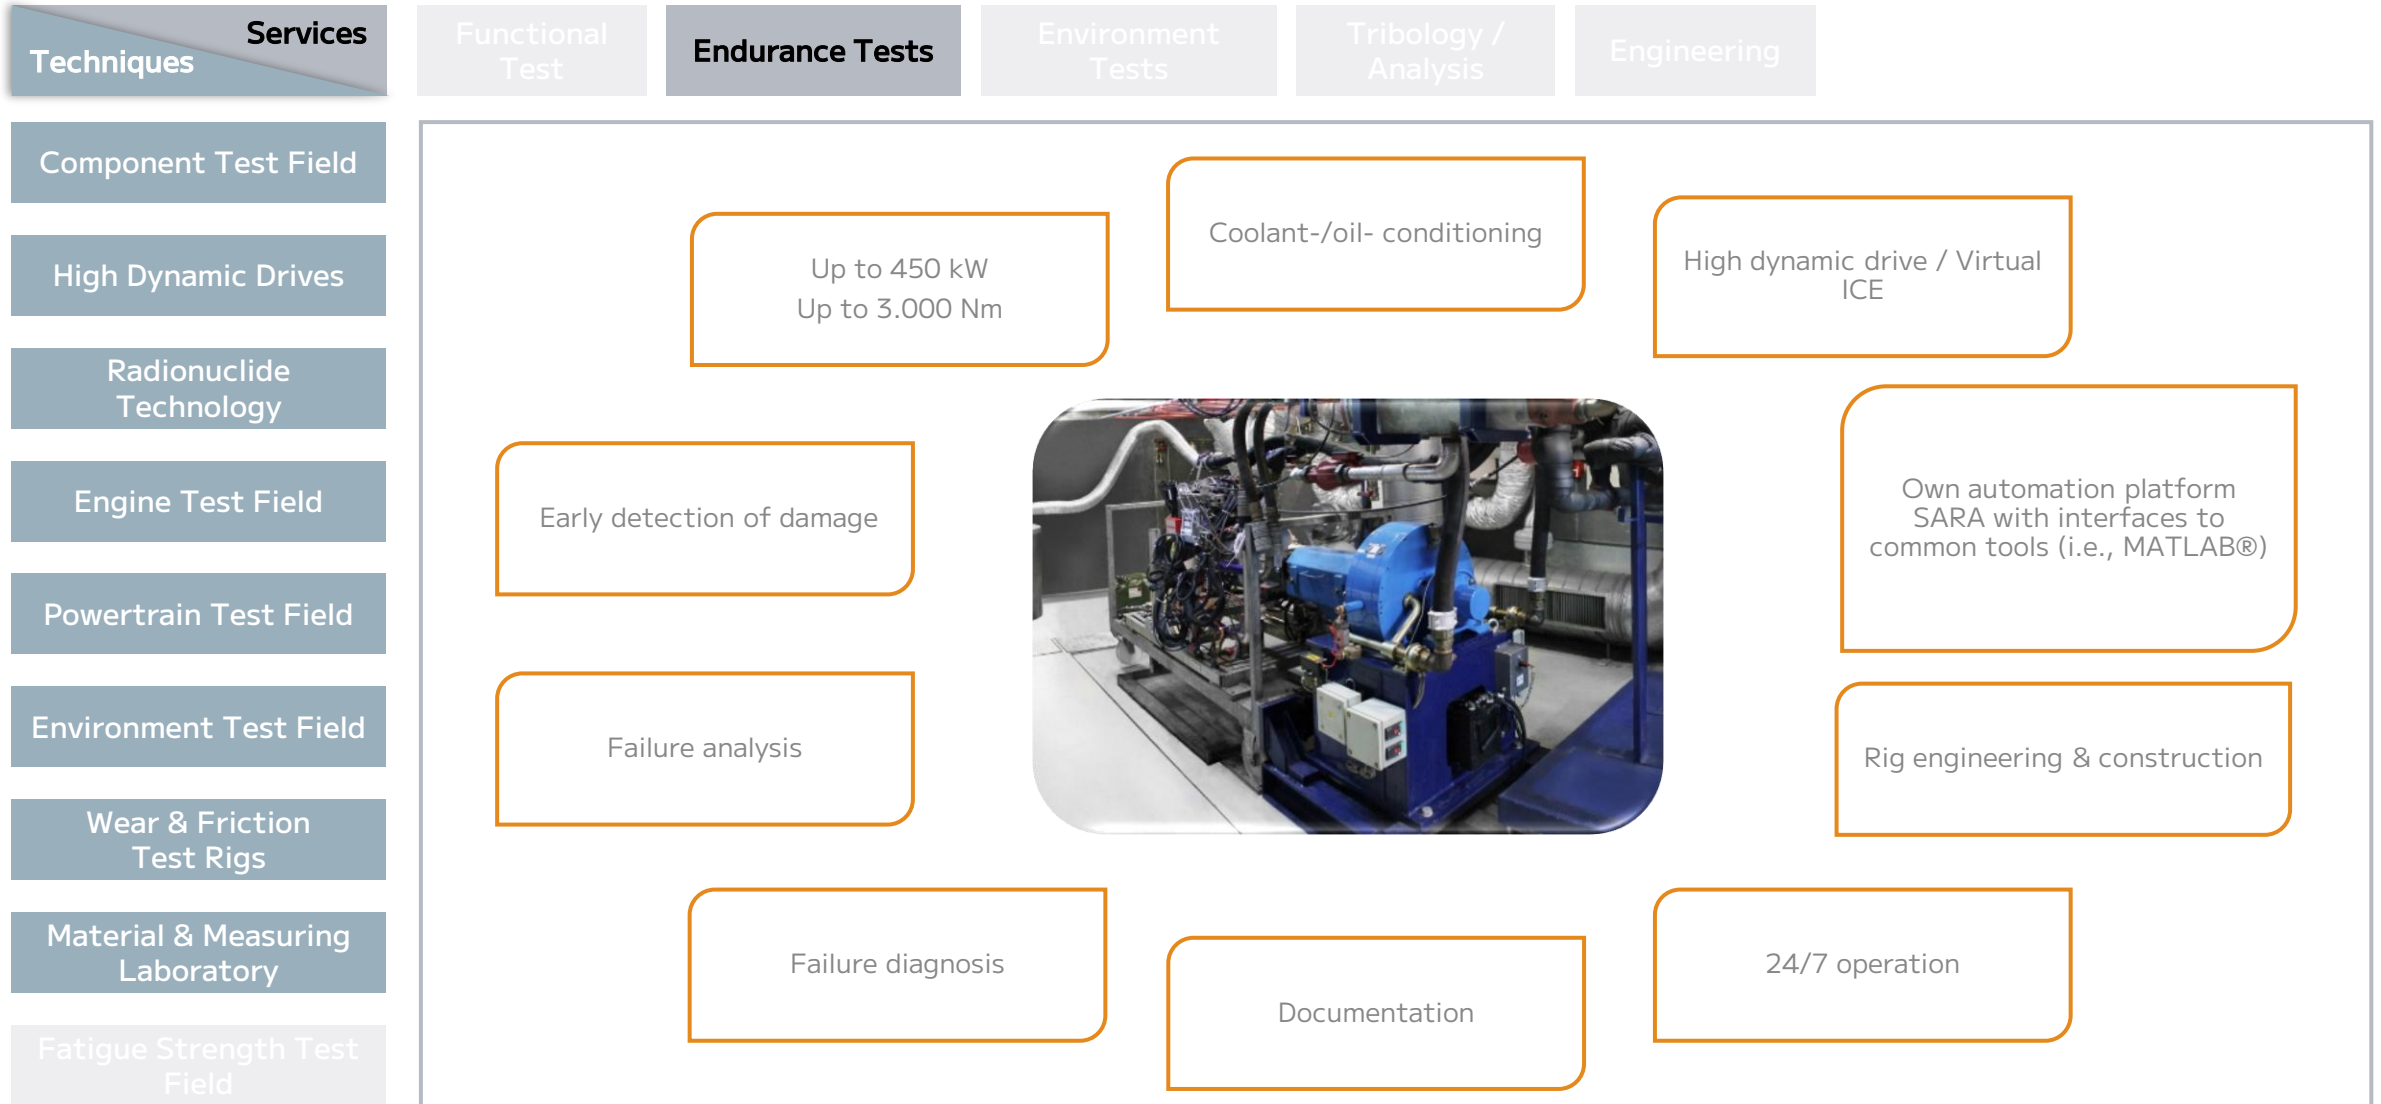 Services
Techniques
Functional
Test
Endurance Tests
Environment
Tests
Tribology /
Analysis
Engineering
Component Test Field
High Dynamic Drives
Radionuclide
Technology
Engine Test Field
Powertrain Test Field
Environment Test Field
Wear & Friction
Test Rigs
Material & Measuring
Laboratory
Fatigue Strength Test
Field
Up to 450 kW
Up to 3.000 Nm
Coolant-/oil- conditioning
High dynamic drive / Virtual
ICE
Early detection of damage
Own automation platform
SARA with interfaces to
common tools (i.e., MATLAB®)
Failure analysis
Rig engineering & construction
Failure diagnosis
Documentation
24/7 operation